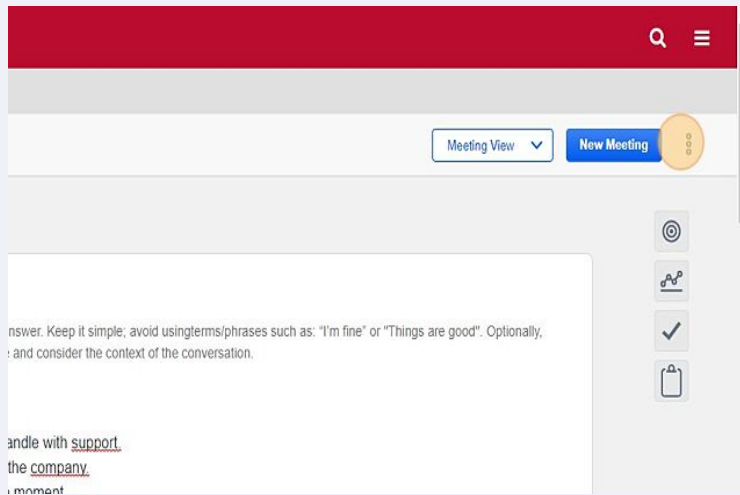 Meeting View
New Meeting
nswer. Keep it simple; avoid usingterms/phrases such as: "I'm fine" or "Things are good". Optionally,
and consider the context of the conversation.
andle with support.
the company.
moment